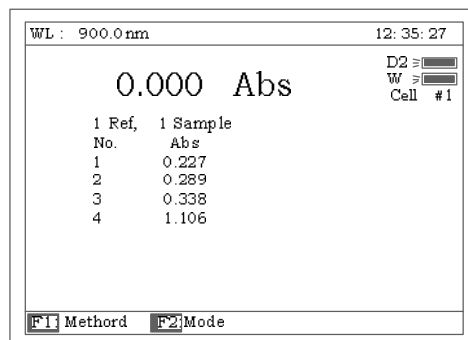 WL : 900.0 nm 12: 35: 27
D2
0.000 Abs
W
Cell #1
1 Ref, 1 Sample
No. Abs
1 0.227
2 0.289
3 0.338
4 1.106
F1: Methord F2: Mode